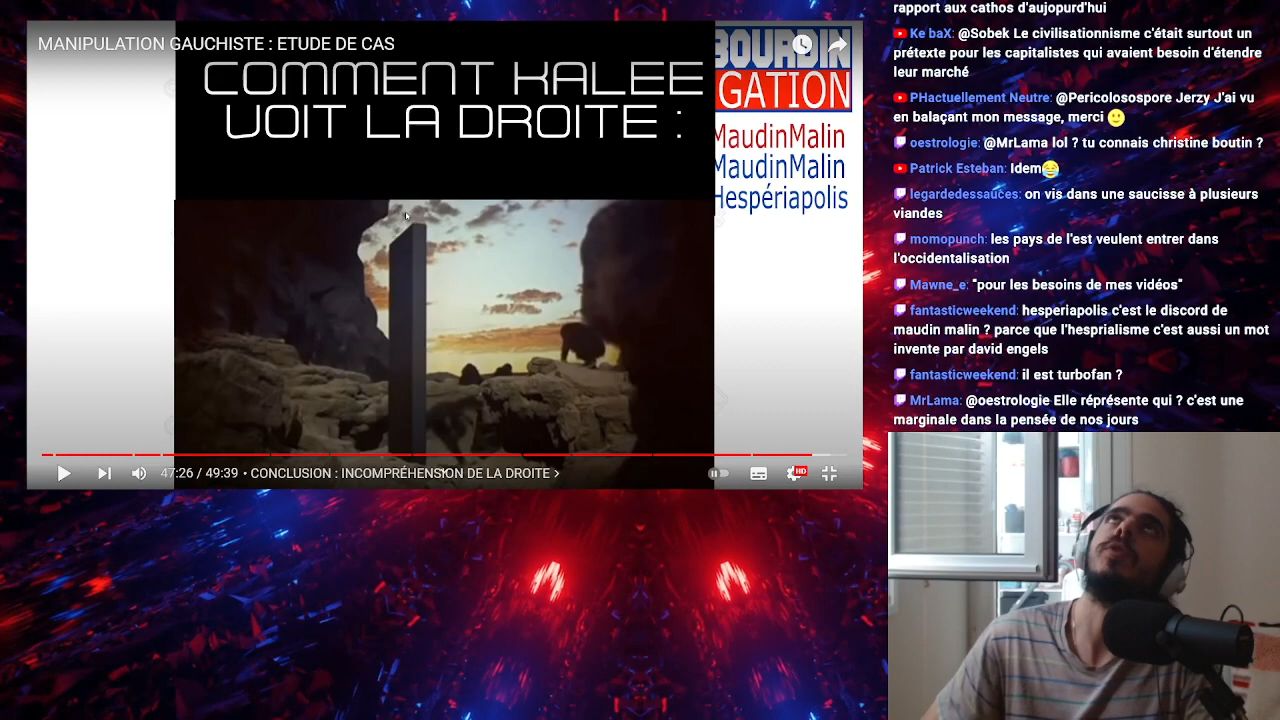 MANIPULATION GAUCHISTE : ETUDE DE CAS
COMMENT KALEE
VOIT LA DROITE :
BOURDIN
GATION
MaudinMalin
MaudinMalin
Hespériapolis
47:26 / 49:39 • CONCLUSION : INCOMPRÉHENSION DE LA DROITE >
HD
rapport aux cathos d'aujopurd'hui
Ke baX: @Sobek Le civilisationnisme c'était surtout un
prétexte pour les capitalistes qui avaient besoin d'étendre
leur marché
PHactuellement Neutre: @Pericolosospore Jerzy J'ai vu
en balaçant mon message, merci 🙂
oestrologie: @MrLama lol ? tu connais christine boutin ?
Patrick Esteban: Idem😂
legardedessauces: on vis dans une saucisse à plusieurs
viandes
momopunch: les pays de l'est veulent entrer dans
l'occidentalisation
Mawne_e: "pour les besoins de mes vidéos"
fantasticweekend: hesperiapolis c'est le discord de
maudin malin ? parce que l'hesprialisme c'est aussi un mot
invente par david engels
fantasticweekend: il est turbofan ?
MrLama: @oestrologie Elle réprésente qui ? c'est une
marginale dans la pensée de nos jours